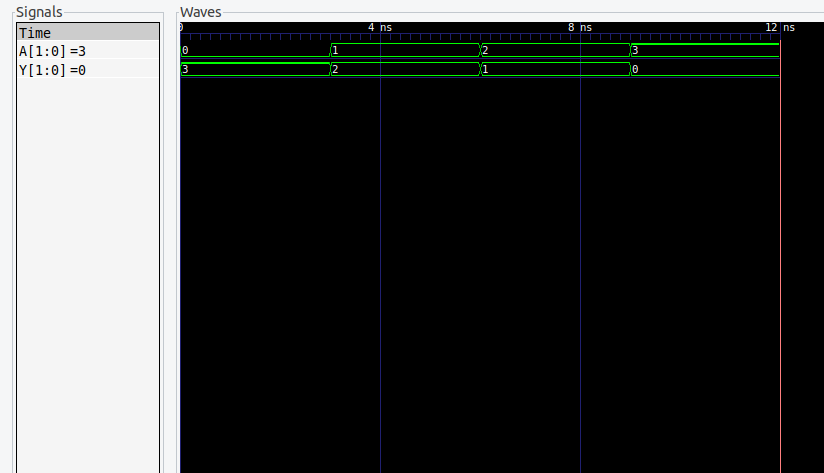 Signals
Waves
Time
0 4 ns 8 ns 12 ns
A[1:0] =3
0 1 2 3
Y[1:0] =0
3 2 1 0